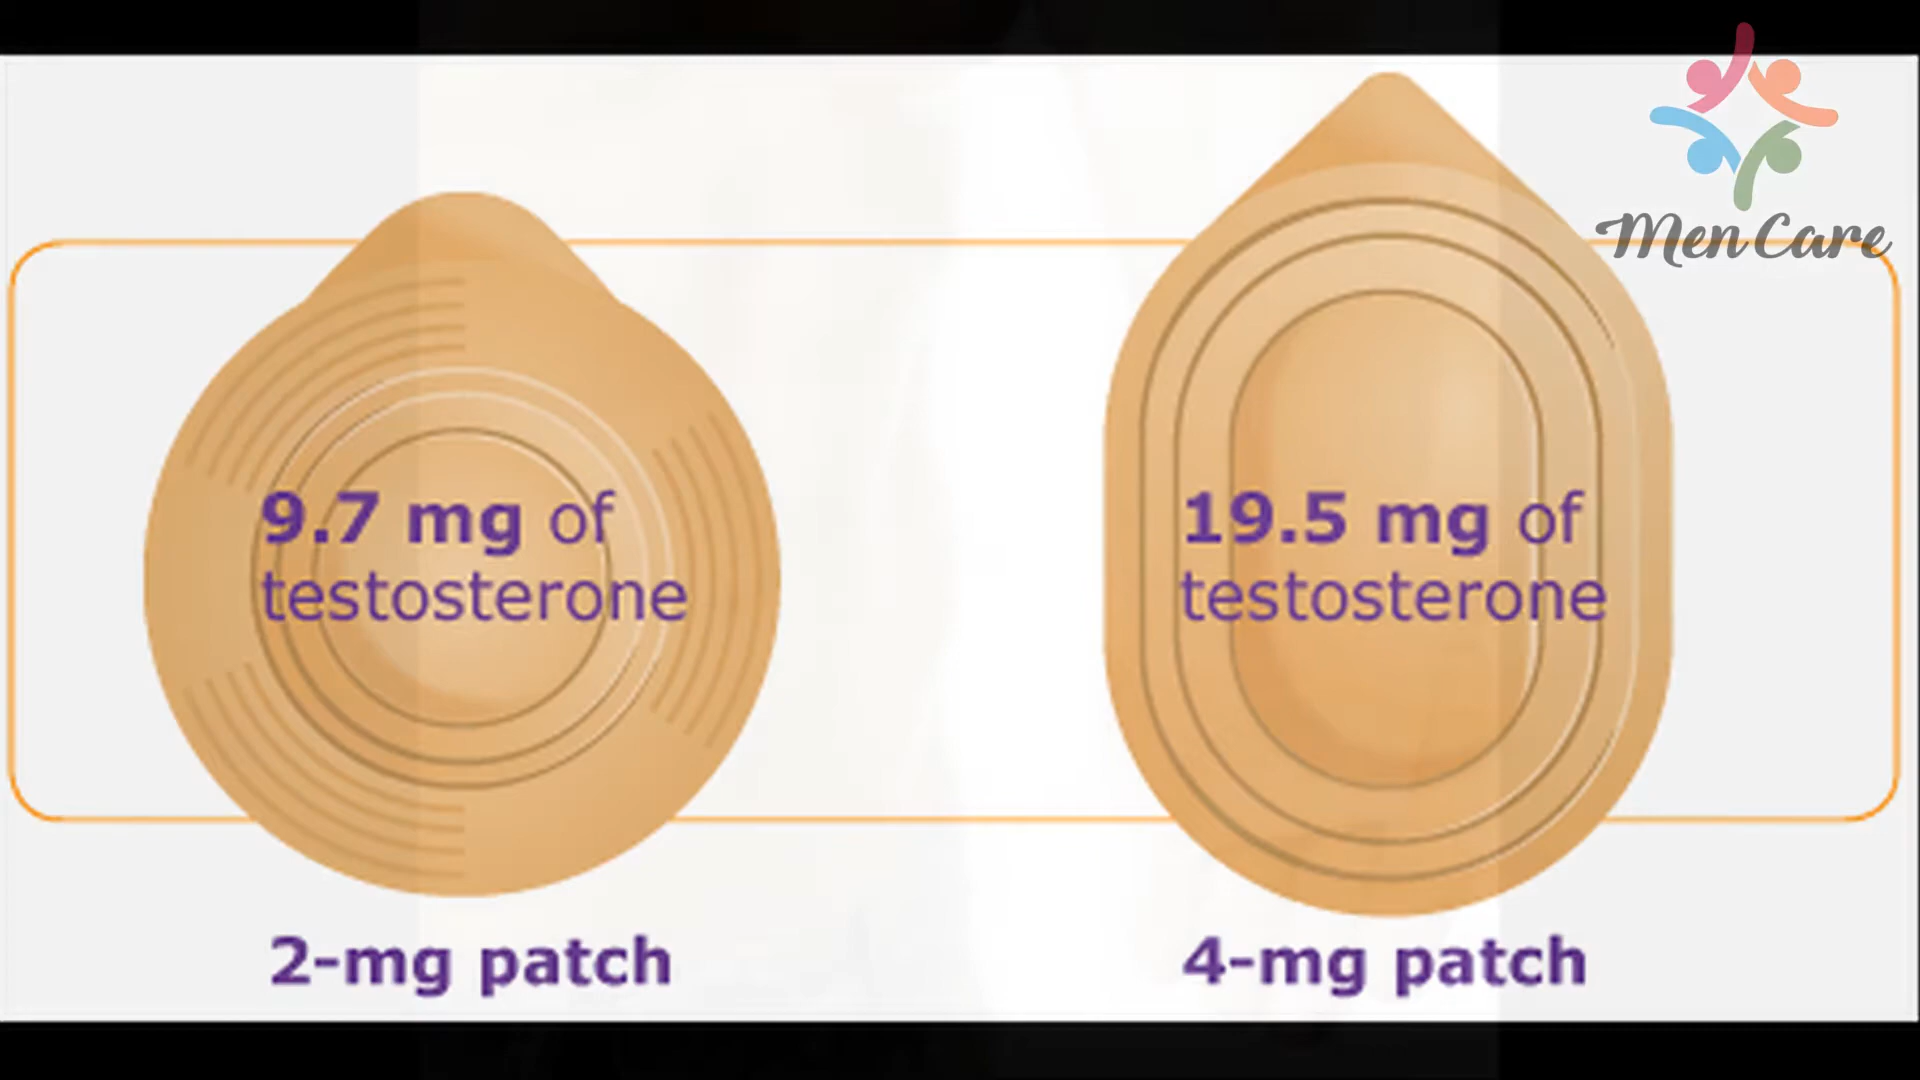 Men Care
9.7 mg of
testosterone
19.5 mg of
testosterone
2-mg patch
4-mg patch